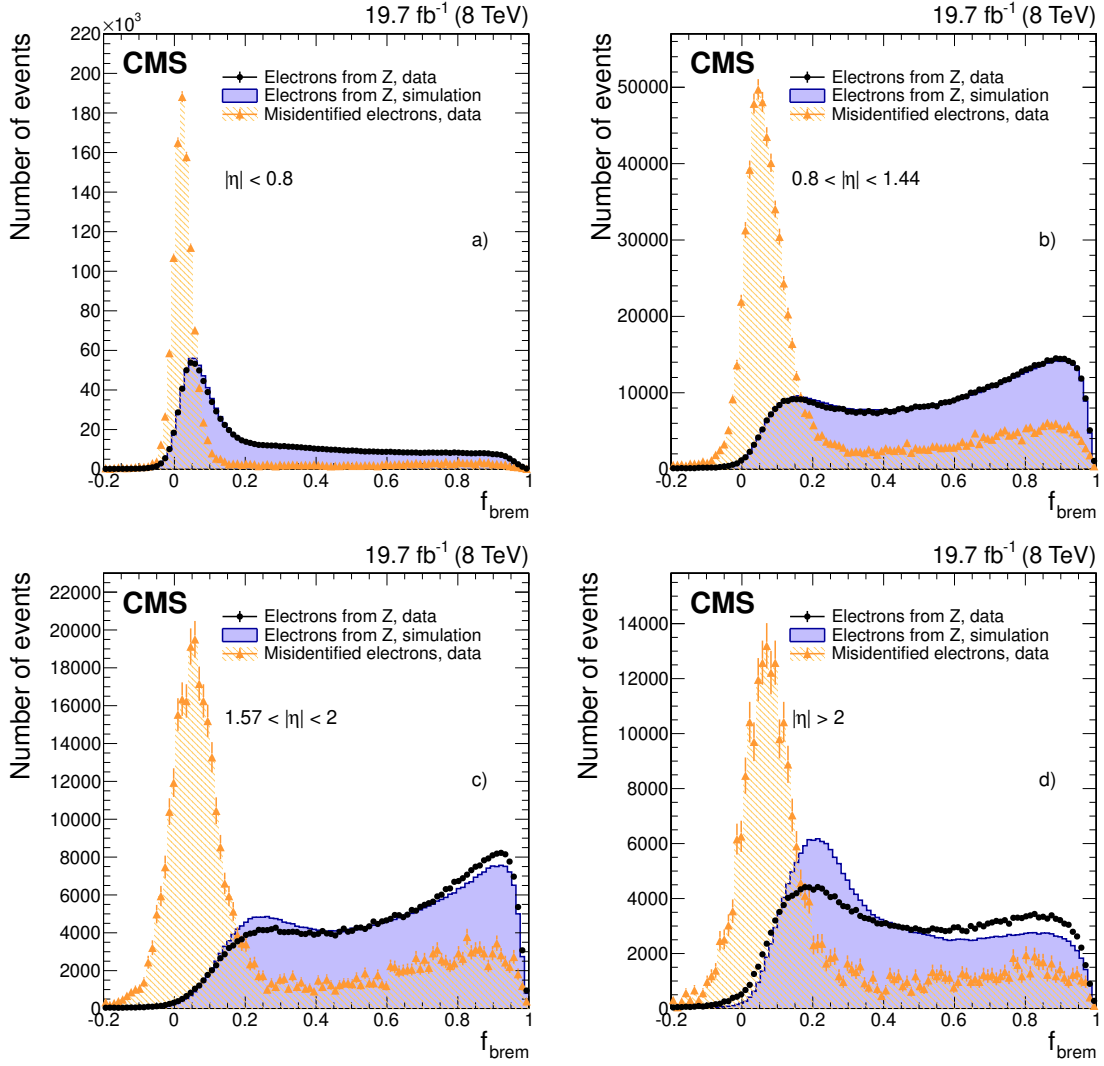 19.7 fb⁻¹ (8 TeV)
×10³
CMS
Electrons from Z, data
Electrons from Z, simulation
Misidentified electrons, data
|η| < 0.8
a)
Number of events
220
200
180
160
140
120
100
80
60
40
20
0
-0.2 0 0.2 0.4 0.6 0.8 1
f_brem
19.7 fb⁻¹ (8 TeV)
CMS
Electrons from Z, data
Electrons from Z, simulation
Misidentified electrons, data
0.8 < |η| < 1.44
b)
Number of events
50000
40000
30000
20000
10000
0
-0.2 0 0.2 0.4 0.6 0.8 1
f_brem
19.7 fb⁻¹ (8 TeV)
CMS
Electrons from Z, data
Electrons from Z, simulation
Misidentified electrons, data
1.57 < |η| < 2
c)
Number of events
22000
20000
18000
16000
14000
12000
10000
8000
6000
4000
2000
0
-0.2 0 0.2 0.4 0.6 0.8 1
f_brem
19.7 fb⁻¹ (8 TeV)
CMS
Electrons from Z, data
Electrons from Z, simulation
Misidentified electrons, data
|η| > 2
d)
Number of events
14000
12000
10000
8000
6000
4000
2000
0
-0.2 0 0.2 0.4 0.6 0.8 1
f_brem